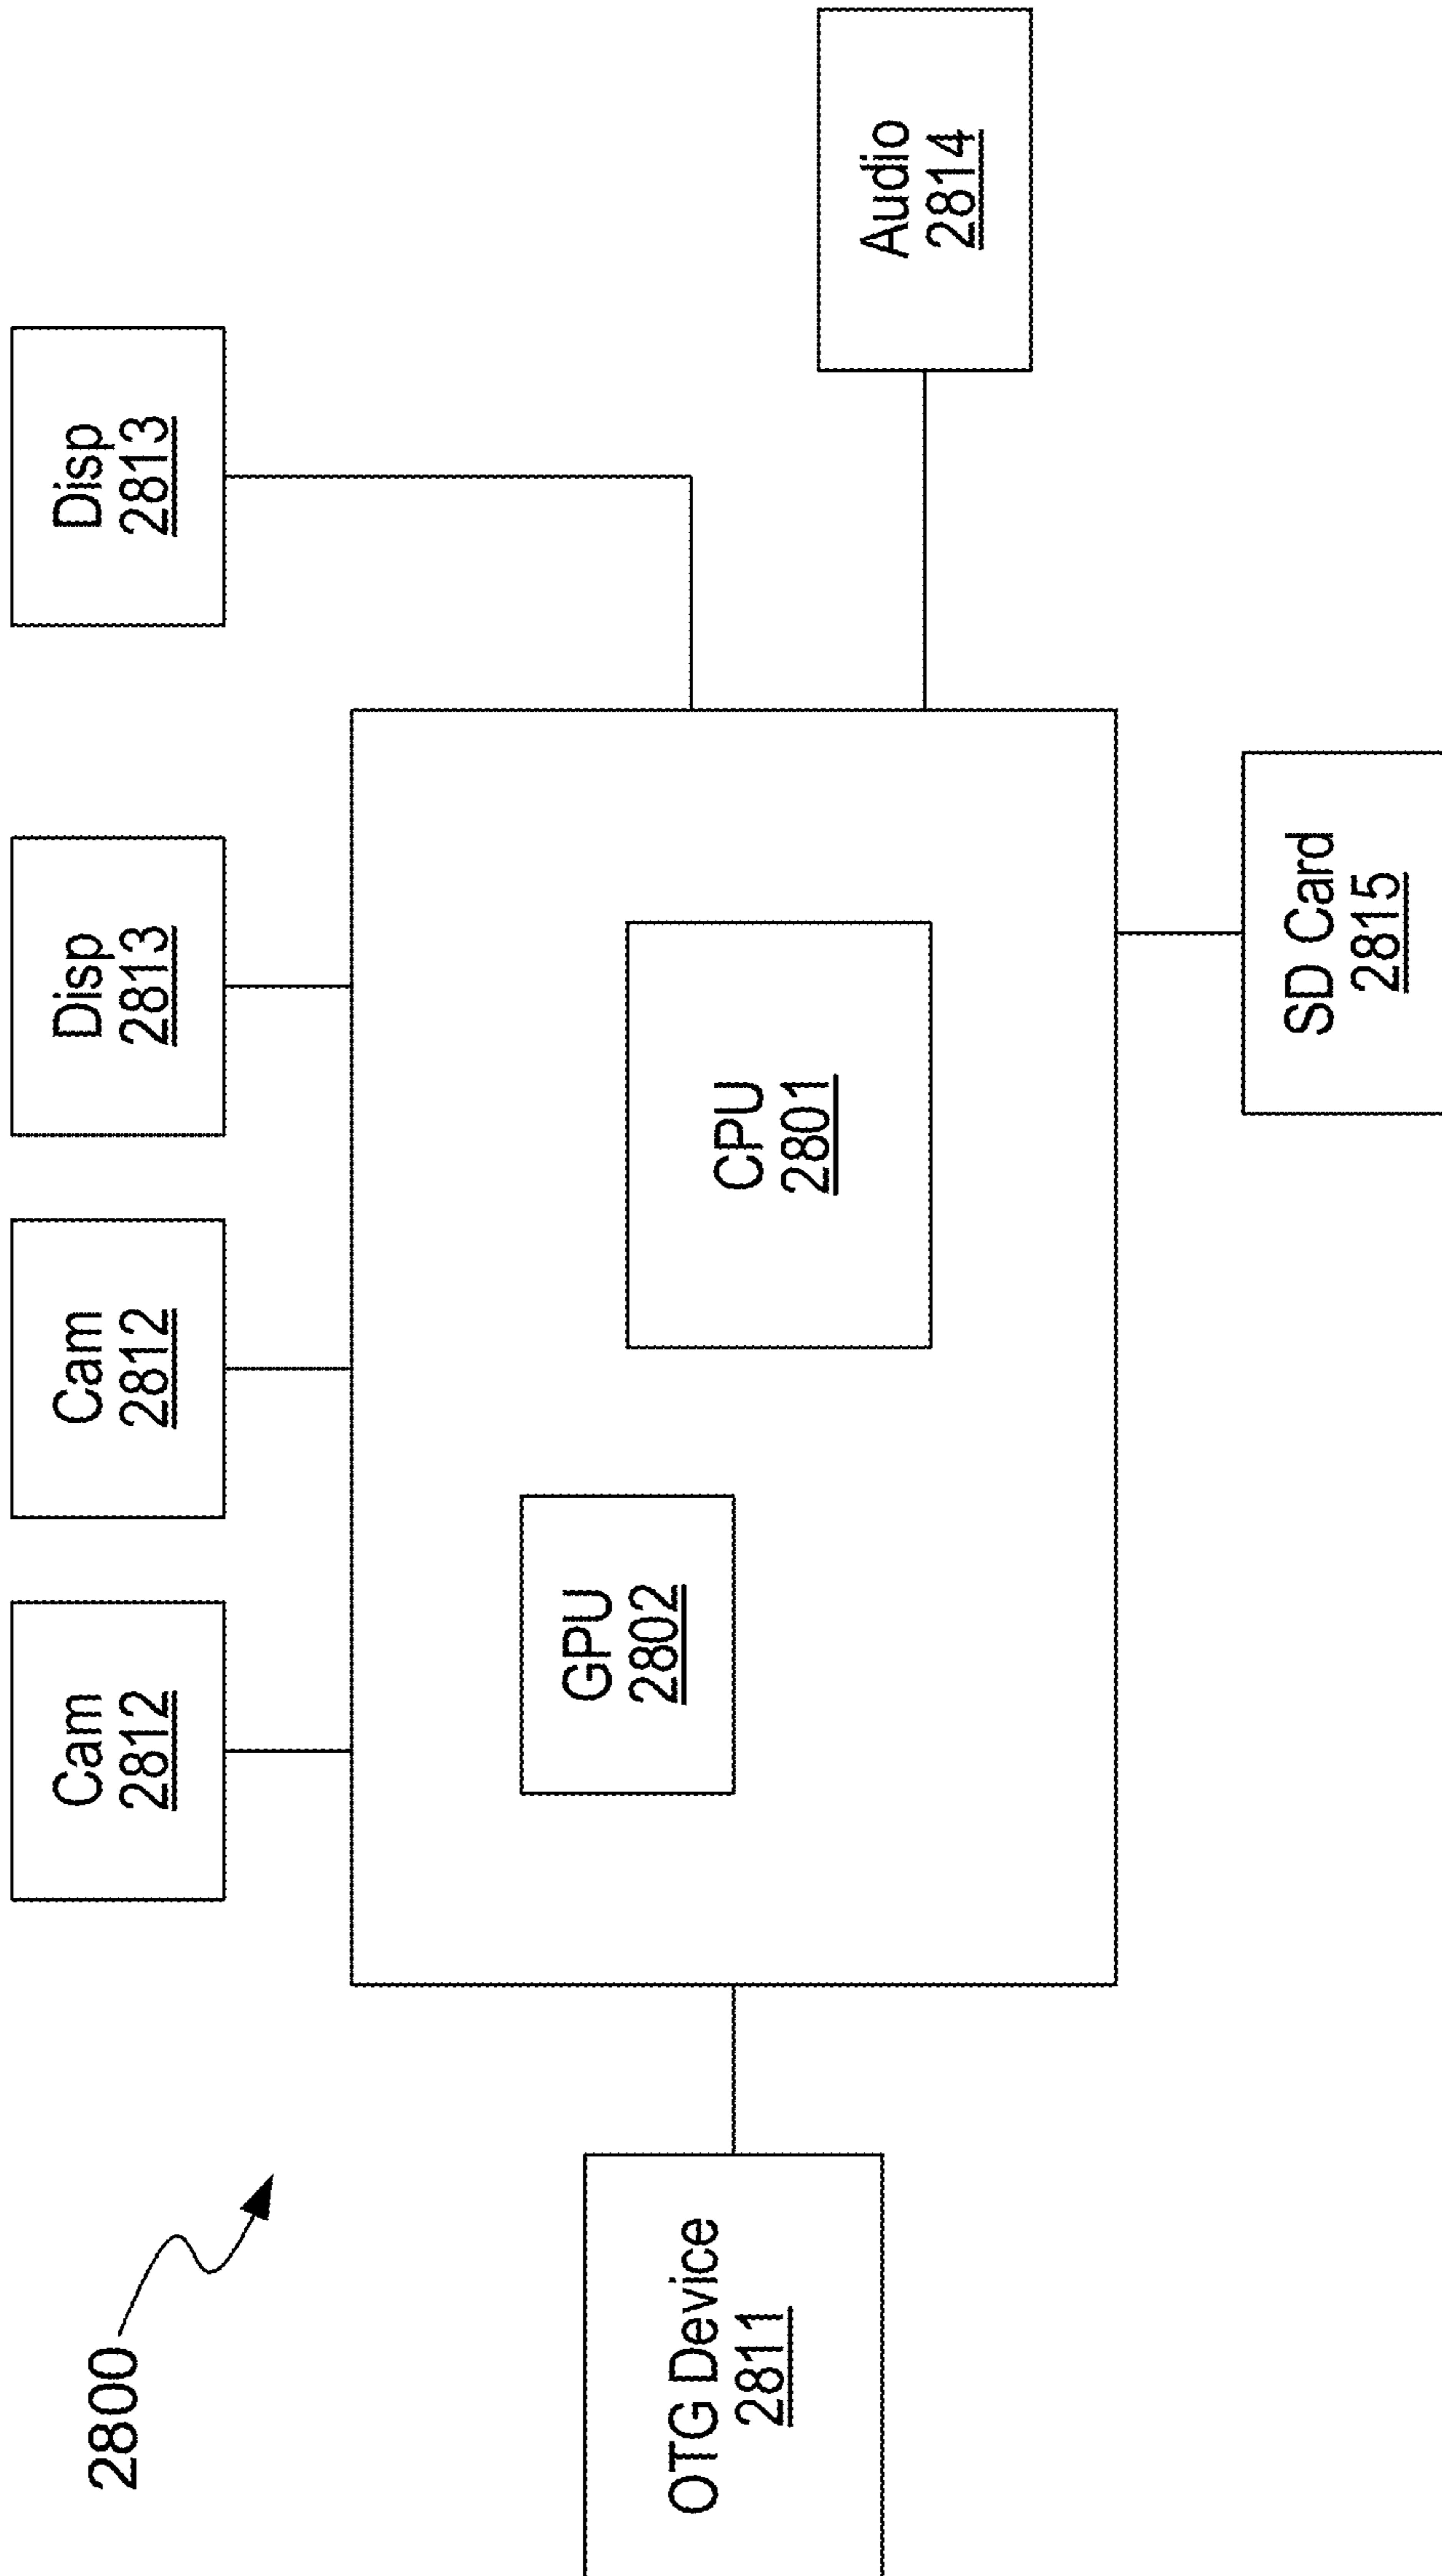 2800
Cam
2812
Cam
2812
Disp
2813
Disp
2813
GPU
2802
CPU
2801
OTG Device
2811
Audio
2814
SD Card
2815